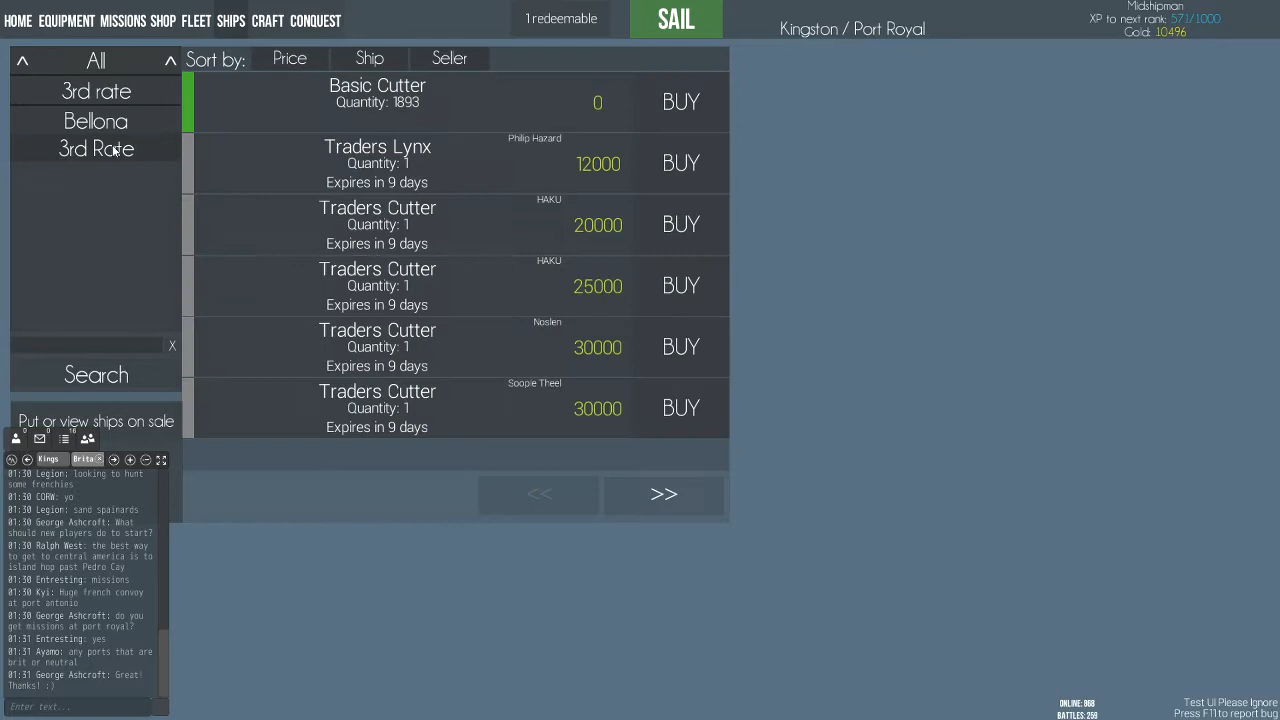 HOME EQUIPMENT MISSIONS SHOP FLEET SHIPS CRAFT CONQUEST
1 redeemable
SAIL
Kingston / Port Royal
Midshipman
XP to next rank: 571/1000
Gold: 10496
All
3rd rate
Bellona
3rd Rate
X
Search
Put or view ships on sale
Sort by: Price Ship Seller
Basic Cutter
Quantity: 1893
0
BUY
Philip Hazard
Traders Lynx
Quantity: 1
Expires in 9 days
12000
BUY
HAKU
Traders Cutter
Quantity: 1
Expires in 9 days
20000
BUY
HAKU
Traders Cutter
Quantity: 1
Expires in 9 days
25000
BUY
Noslen
Traders Cutter
Quantity: 1
Expires in 9 days
30000
BUY
Soopie Theel
Traders Cutter
Quantity: 1
Expires in 9 days
30000
BUY
<< >>
0 0 16
Kings Brita
01:30 Legion: looking to hunt
some frenchies
01:30 CORW: yo
01:30 Legion: sand spainards
01:30 George Ashcroft: What
should new players do to start?
01:30 Ralph West: the best way
to get to central america is to
island hop past Pedro Cay
01:30 Entresting: missions
01:30 Kyi: Huge french convoy
at port antonio
01:30 George Ashcroft: do you
get missions at port royal?
01:31 Entresting: yes
01:31 Ayamo: any ports that are
brit or neutral
01:31 George Ashcroft: Great!
Thanks! :)
Enter text...
ONLINE: 868
BATTLES: 259
Test UI Please Ignore
Press F11 to report bug